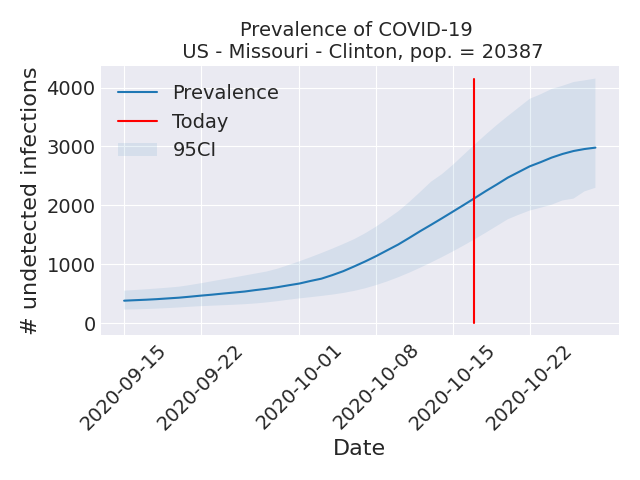 Prevalence of COVID-19
US - Missouri - Clinton, pop. = 20387
# undetected infections
4000
3000
2000
1000
0
Prevalence
Today
95CI
2020-09-15
2020-09-22
2020-10-01
2020-10-08
2020-10-15
2020-10-22
Date